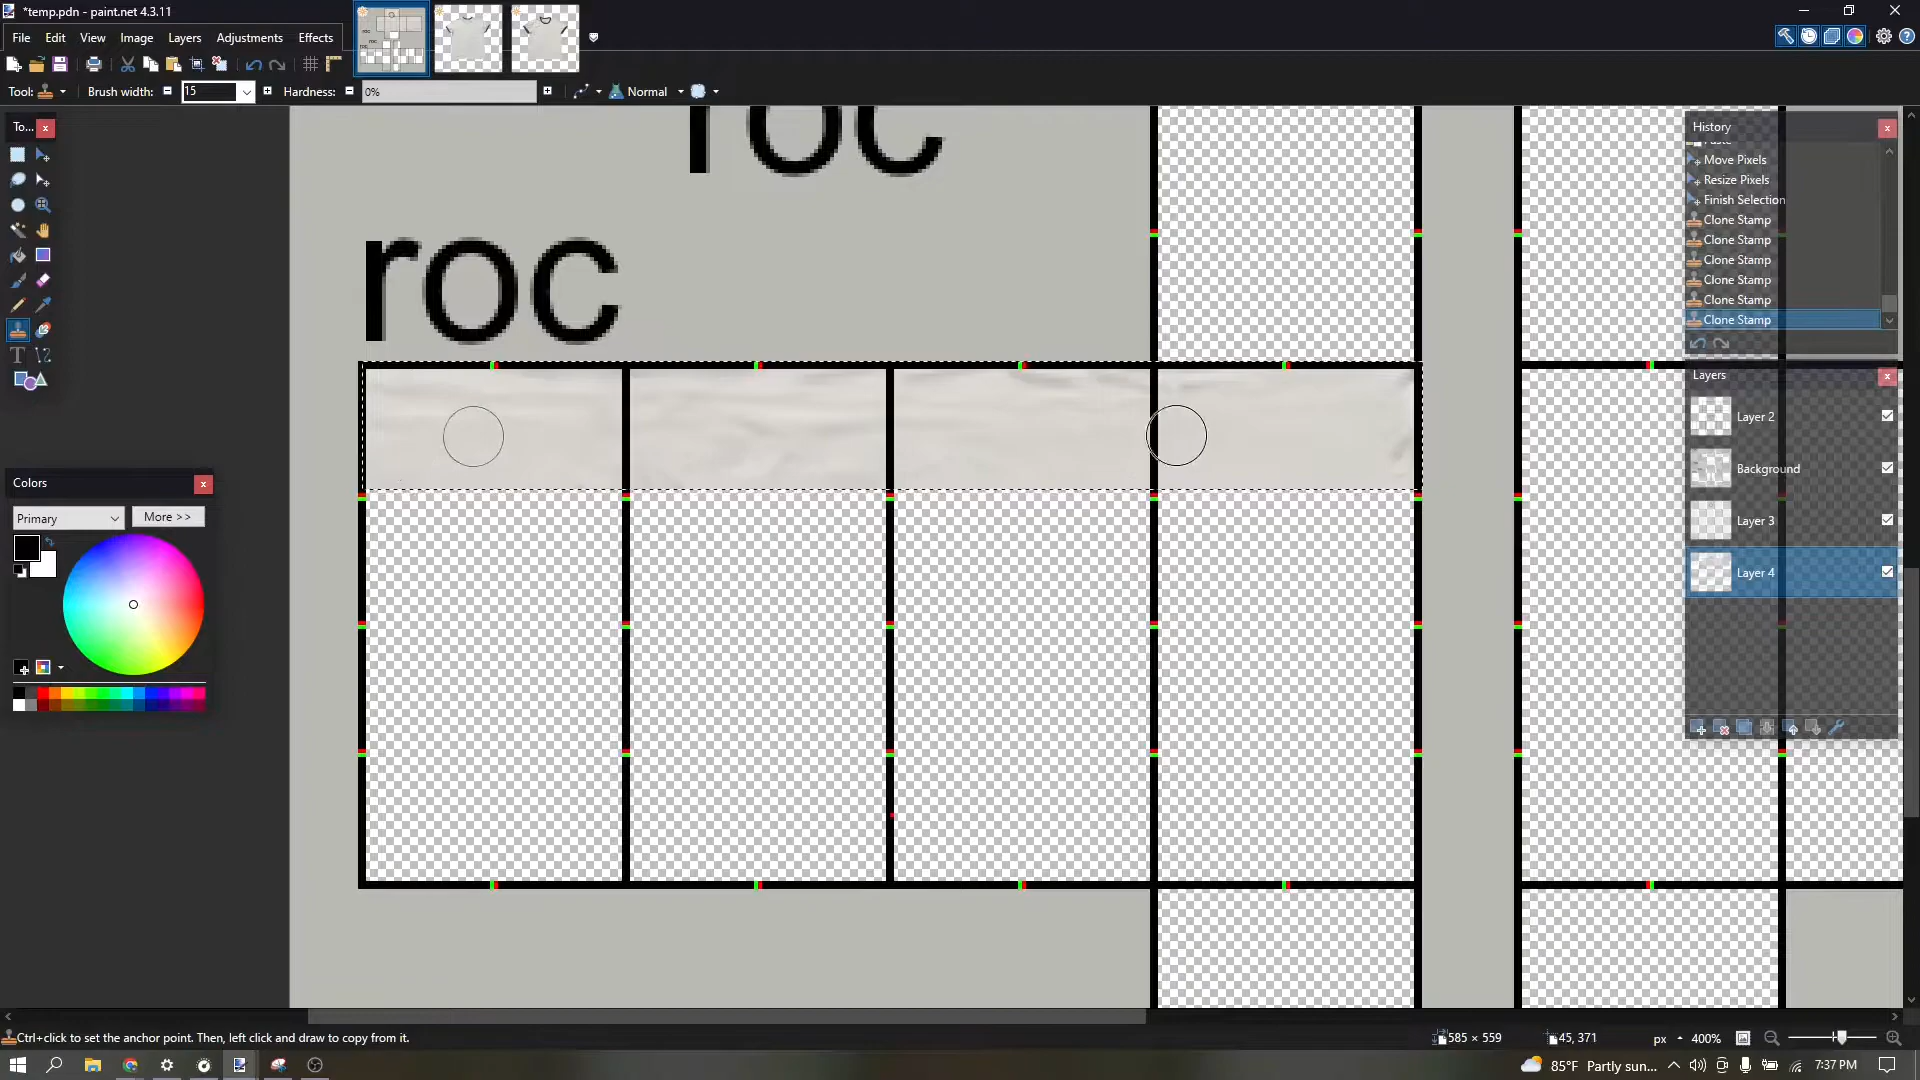 *temp.pdn - paint.net 4.3.11
File Edit View Image Layers Adjustments Effects
Tool: Brush width: 15 Hardness: 0% Normal
To...
History
Paste
Move Pixels
Resize Pixels
Finish Selection
Clone Stamp
Clone Stamp
Clone Stamp
Clone Stamp
Clone Stamp
Clone Stamp
roc
roc
Layers
Layer 2
Background
Layer 3
Layer 4
Colors
Primary More >>
Ctrl+click to set the anchor point. Then, left click and draw to copy from it.
585 × 559
45, 371
px
400%
85°F Partly sun...
7:37 PM